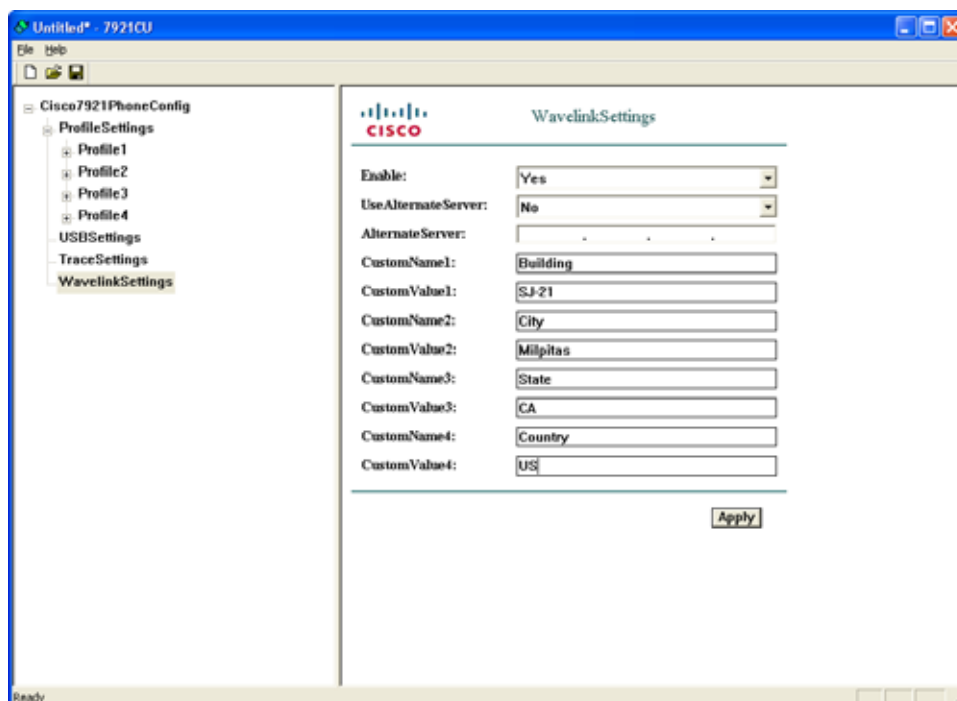 Untitled* - 7921CU
File Help
Cisco7921PhoneConfig
ProfileSettings
Profile1
Profile2
Profile3
Profile4
USBSettings
TraceSettings
WavelinkSettings
CISCO
WavelinkSettings
Enable: Yes
UseAlternateServer: No
AlternateServer: . . .
CustomName1: Building
CustomValue1: SJ-21
CustomName2: City
CustomValue2: Milpitas
CustomName3: State
CustomValue3: CA
CustomName4: Country
CustomValue4: US
Apply
Ready